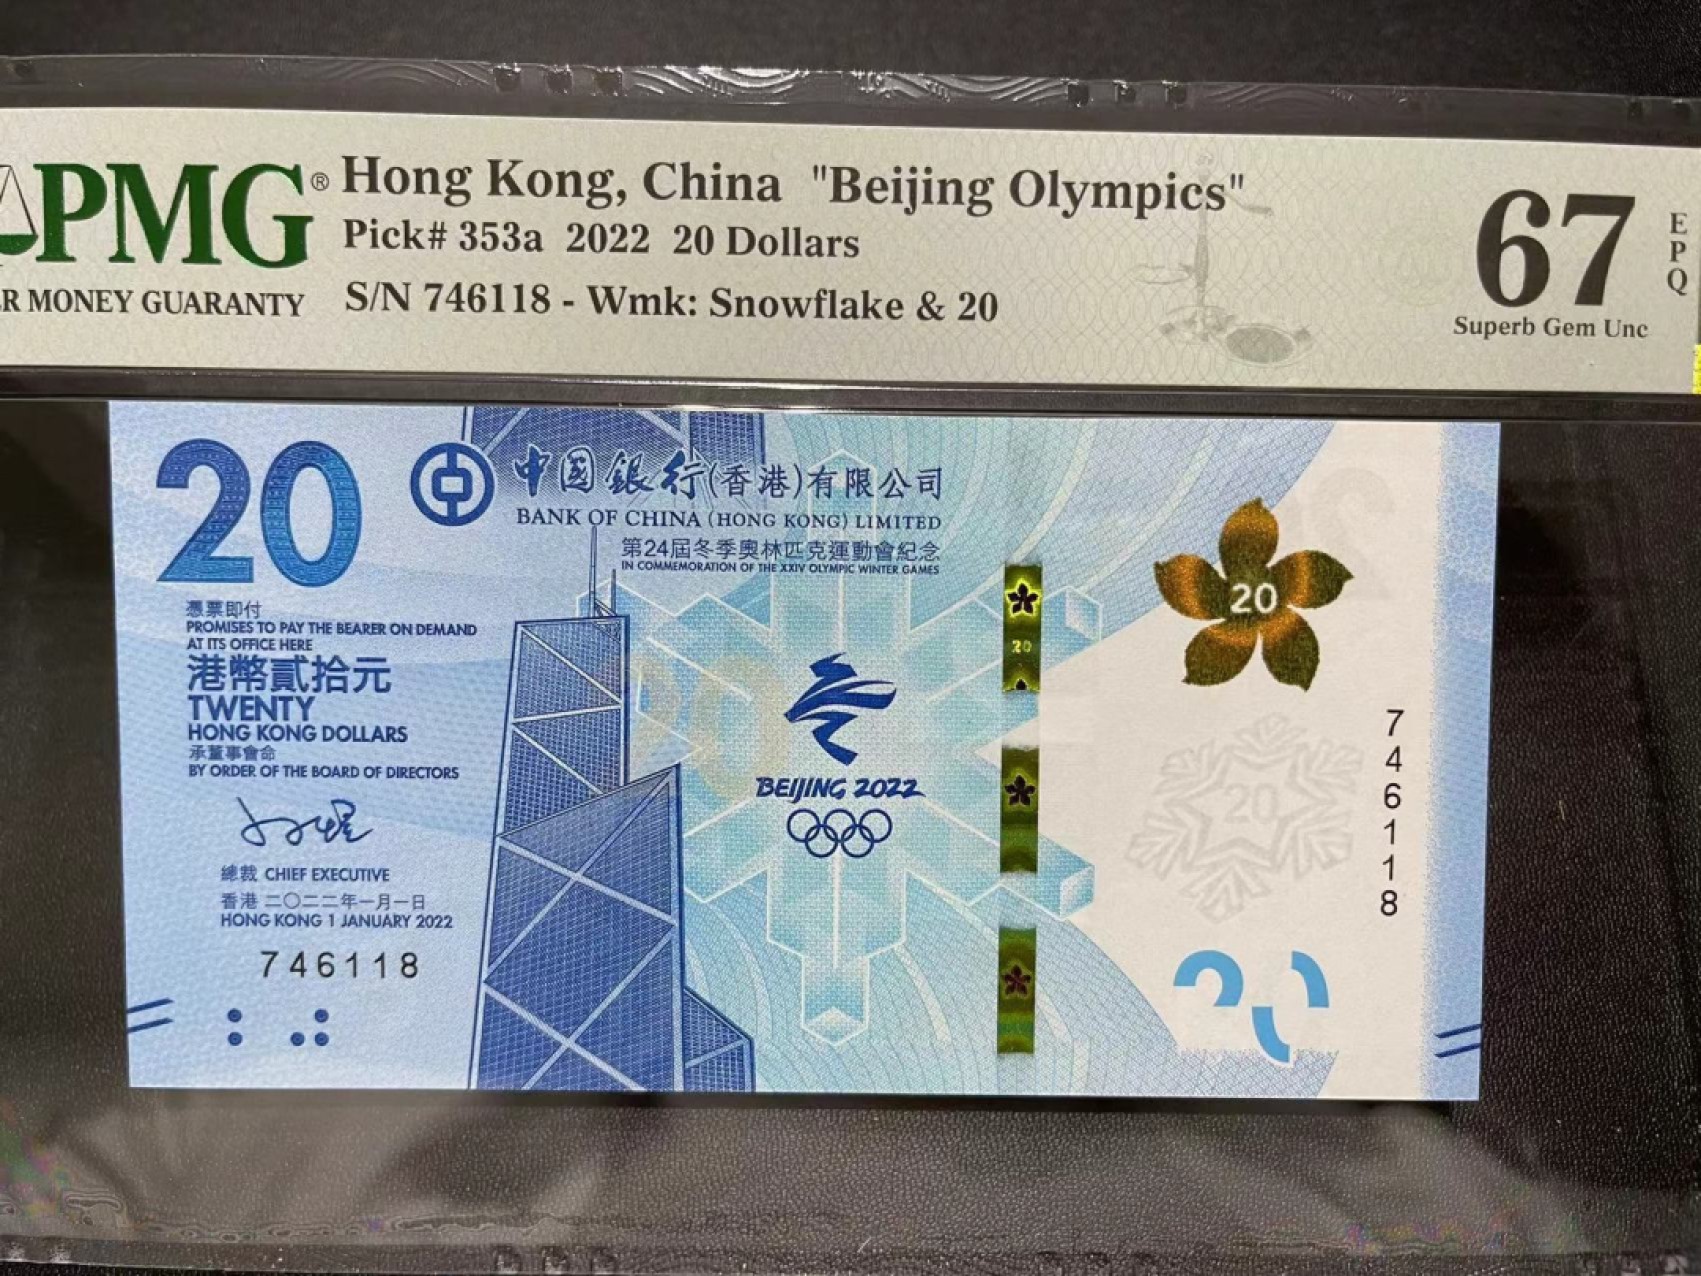 PMG® Hong Kong, China "Beijing Olympics"
Pick# 353a 2022 20 Dollars
R MONEY GUARANTY S/N 746118 - Wmk: Snowflake & 20
67 EPQ
Superb Gem Unc
20
中國銀行(香港)有限公司
BANK OF CHINA (HONG KONG) LIMITED
第24屆冬季奧林匹克運動會紀念
IN COMMEMORATION OF THE XXIV OLYMPIC WINTER GAMES
憑票即付
PROMISES TO PAY THE BEARER ON DEMAND
AT ITS OFFICE HERE
港幣貳拾元
TWENTY
HONG KONG DOLLARS
承董事會命
BY ORDER OF THE BOARD OF DIRECTORS
總裁 CHIEF EXECUTIVE
香港 二〇二二年一月一日
HONG KONG 1 JANUARY 2022
746118
20
BEIJING 2022
20
20
20
746118
20